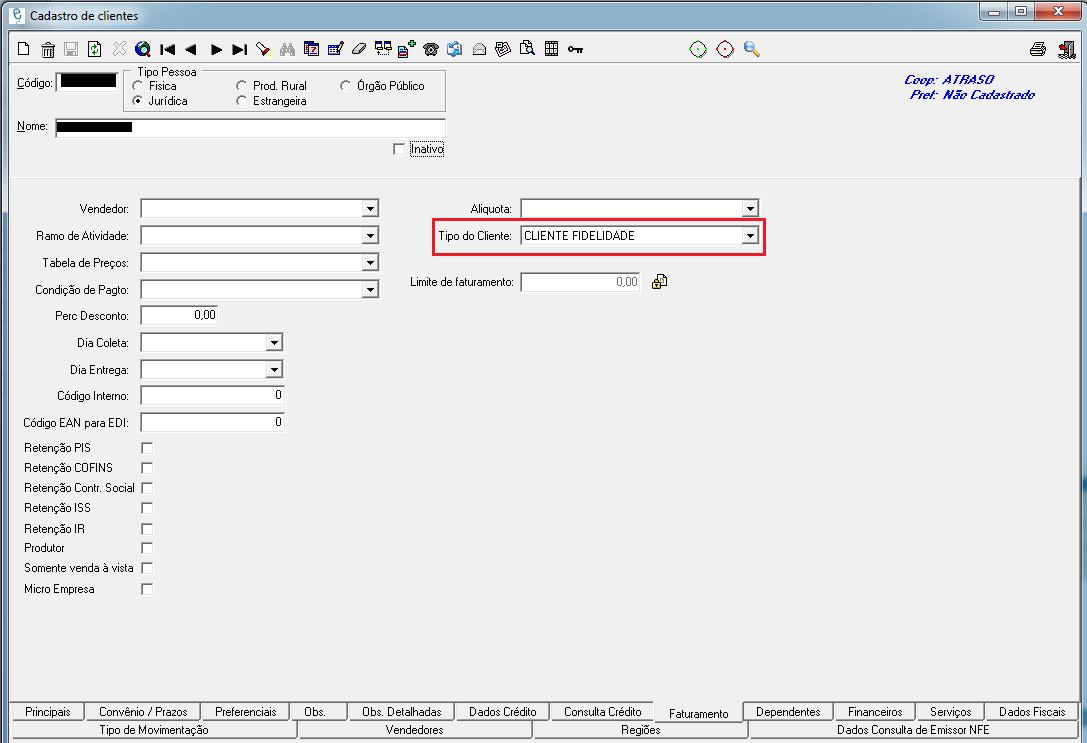 Cadastro de clientes
Código:
Tipo Pessoa
Fisica
Prod. Rural
Órgão Público
Jurídica
Estrangeira
Coop: ATRASO
Pref: Não Cadastrado
Nome:
Inativo
Vendedor:
Aliquota:
Ramo de Atividade:
Tipo do Cliente: CLIENTE FIDELIDADE
Tabela de Preços:
Limite de faturamento: 0,00
Condição de Pagto:
Perc Desconto: 0,00
Dia Coleta:
Dia Entrega:
Código Interno: 0
Código EAN para EDI: 0
Retenção PIS
Retenção COFINS
Retenção Contr. Social
Retenção ISS
Retenção IR
Produtor
Somente venda à vista
Micro Empresa
Principais
Convênio / Prazos
Preferenciais
Obs.
Obs. Detalhadas
Dados Crédito
Consulta Crédito
Faturamento
Dependentes
Financeiros
Serviços
Dados Fiscais
Tipo de Movimentação
Vendedores
Regiões
Dados Consulta de Emissor NFE